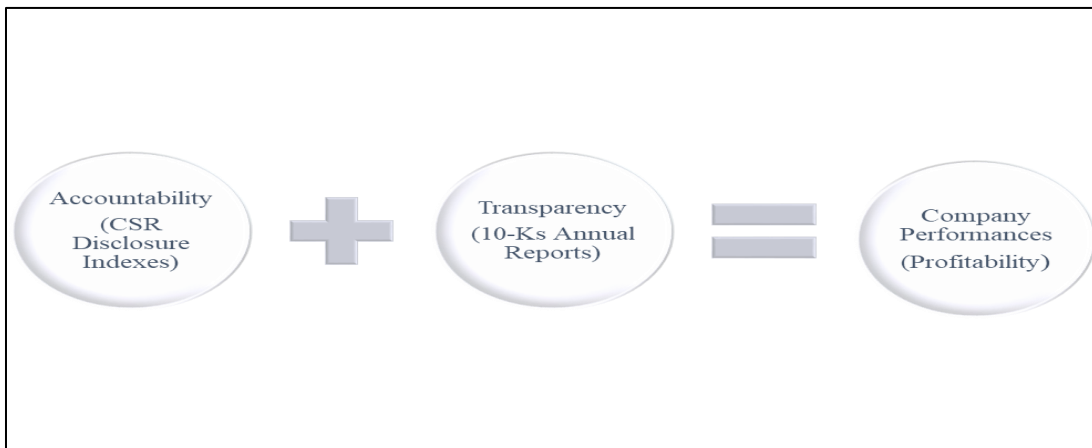 Accountability
(CSR
Disclosure
Indexes)
Transparency
(10-Ks Annual
Reports)
Company
Performances
(Profitability)